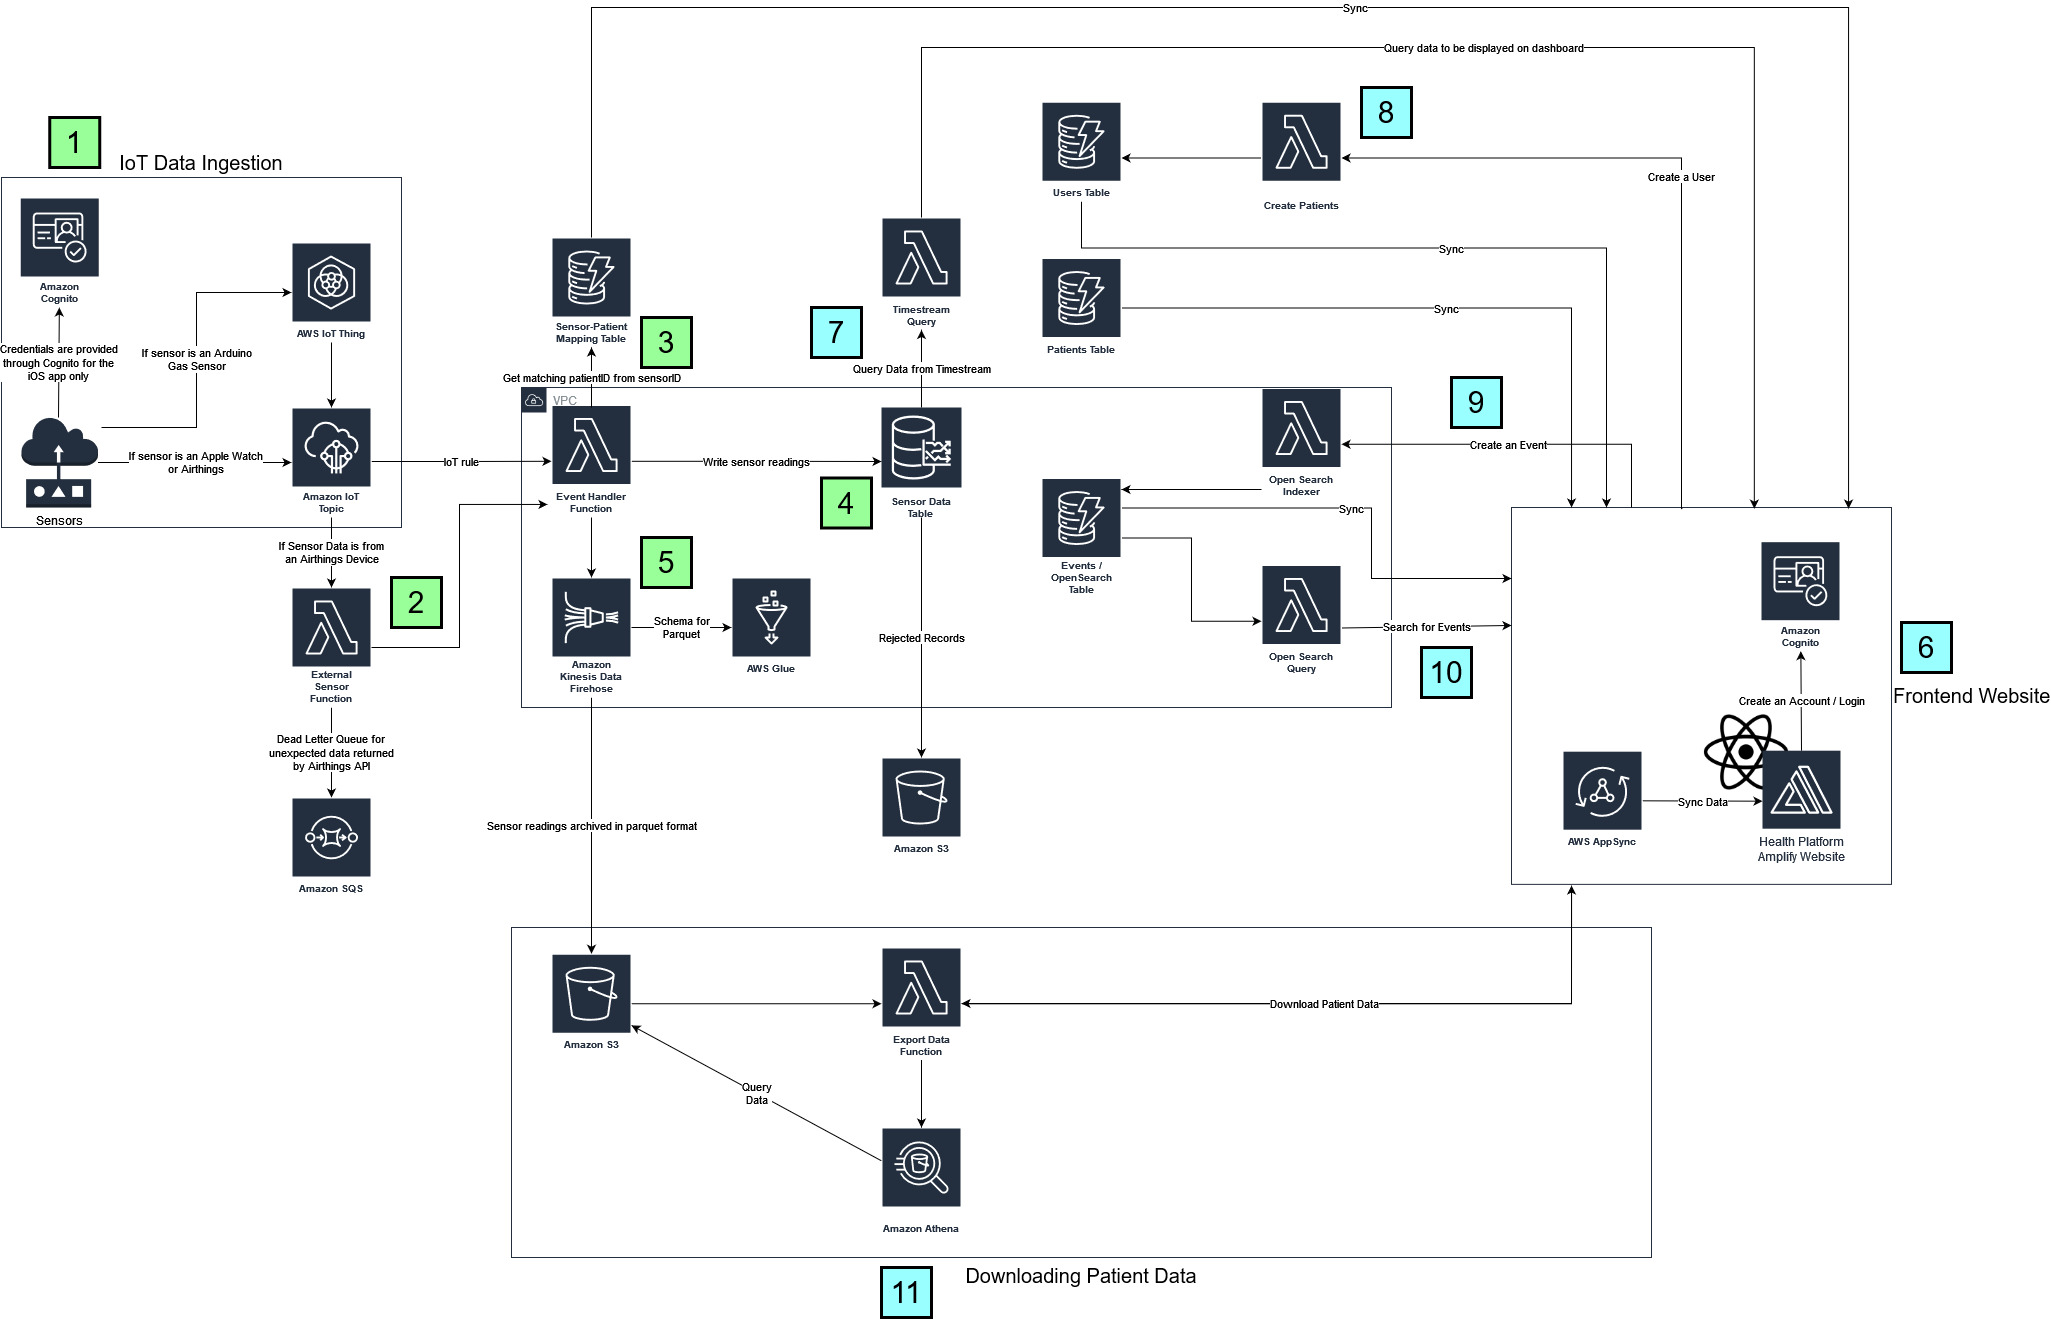 Sync
Query data to be displayed on dashboard
8
1
IoT Data Ingestion
Create a User
Users Table
Create Patients
Sync
Amazon
Cognito
AWS IoT Thing
Sensor-Patient
Mapping Table
3
7
Timestream
Query
Sync
Patients Table
Credentials are provided
through Cognito for the
iOS app only
If sensor is an Arduino
Gas Sensor
Get matching patientID from sensorID
Query Data from Timestream
VPC
9
Create an Event
If sensor is an Apple Watch
or Airthings
IoT rule
Write sensor readings
Open Search
Indexer
Amazon IoT
Topic
Event Handler
Function
4
Sensor Data
Table
Sync
Sensors
If Sensor Data is from
an Airthings Device
2
5
Events /
OpenSearch
Table
Schema for
Parquet
Rejected Records
Search for Events
Amazon
Cognito
6
External
Sensor
Function
Amazon
Kinesis Data
Firehose
AWS Glue
Open Search
Query
10
Frontend Website
Create an Account / Login
Dead Letter Queue for
unexpected data returned
by Airthings API
Sync Data
Sensor readings archived in parquet format
Amazon S3
AWS AppSync
Health Platform
Amplify Website
Amazon SQS
Download Patient Data
Amazon S3
Export Data
Function
Query
Data
Amazon Athena
11
Downloading Patient Data